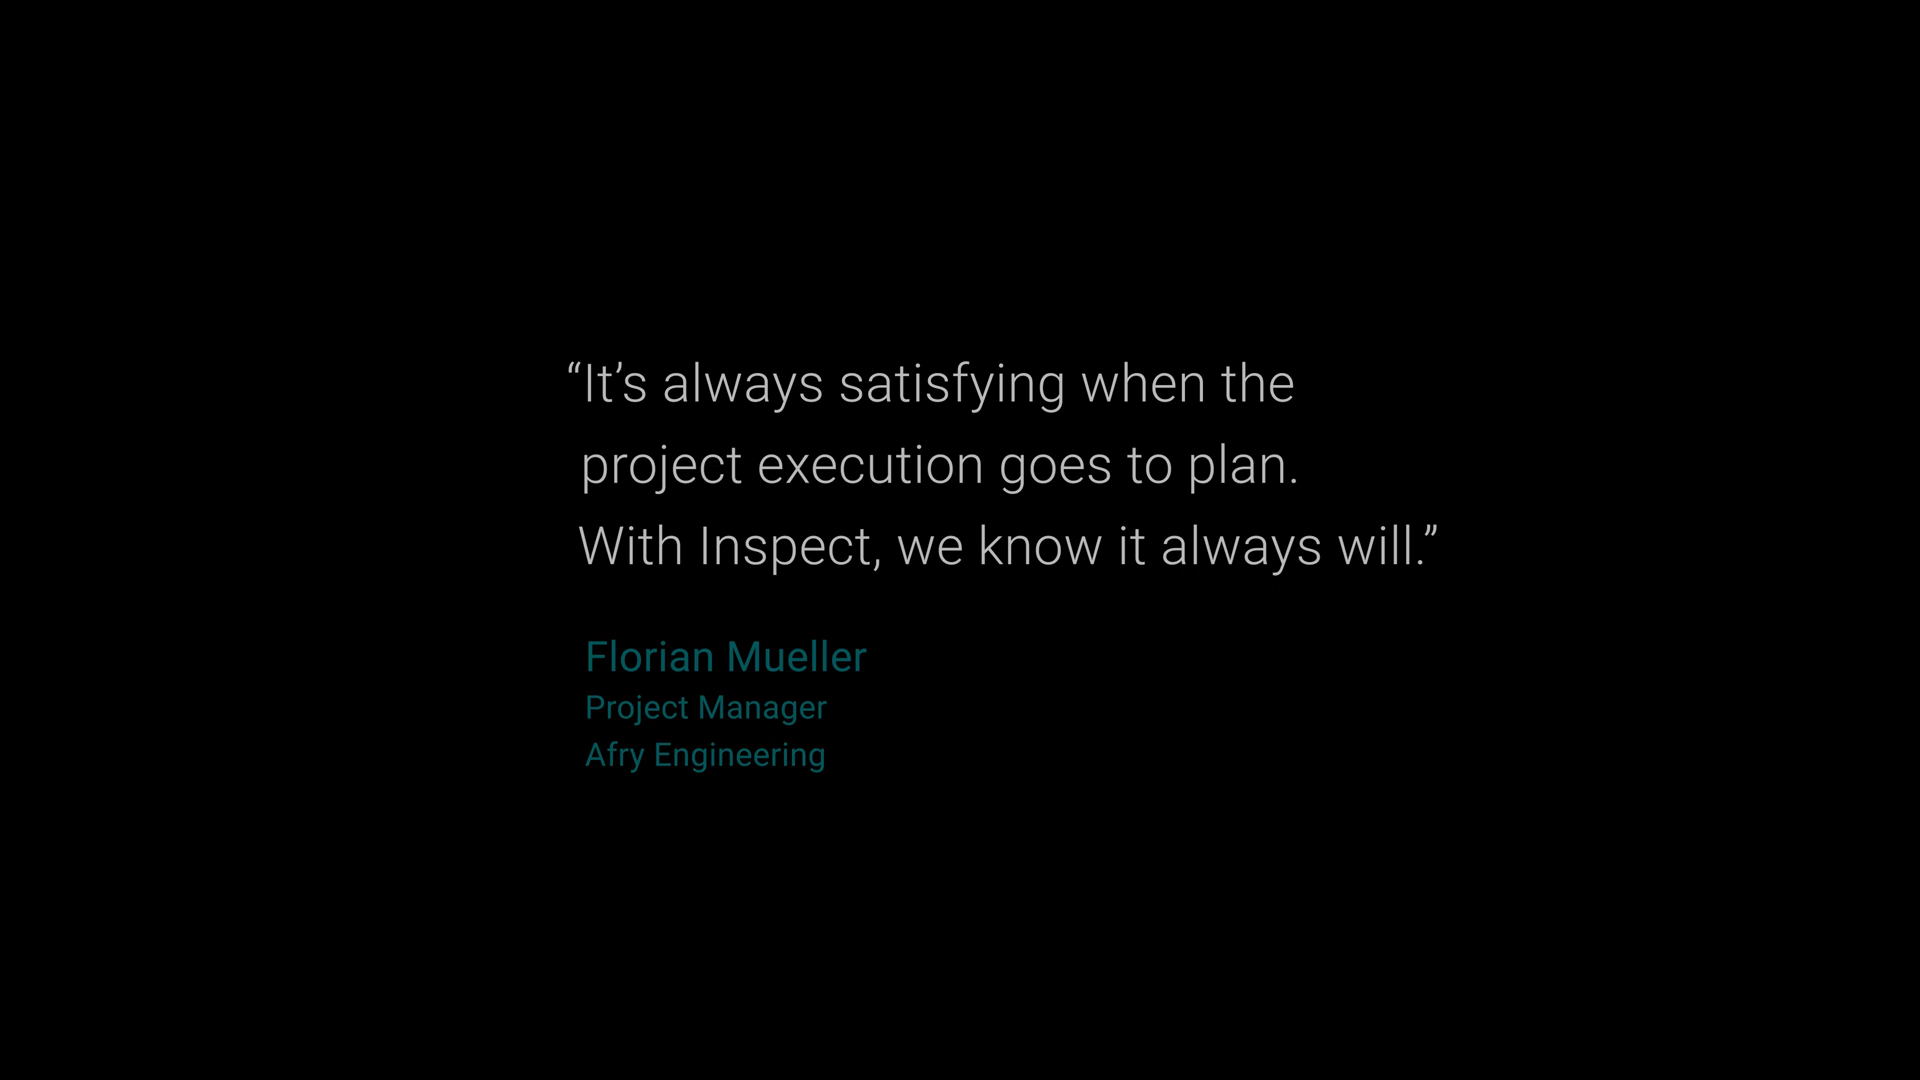 “It’s always satisfying when the
project execution goes to plan.
With Inspect, we know it always will.”
Florian Mueller
Project Manager
Afry Engineering